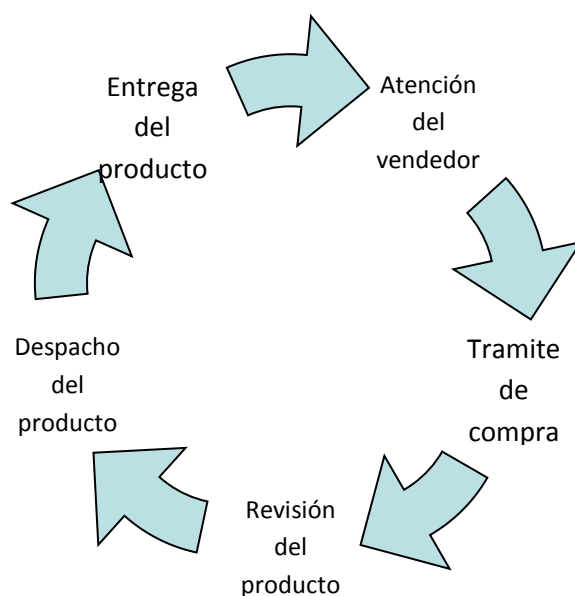 Entrega
del
producto
Atención
del
vendedor
Tramite
de
compra
Revisión
del
producto
Despacho
del
producto